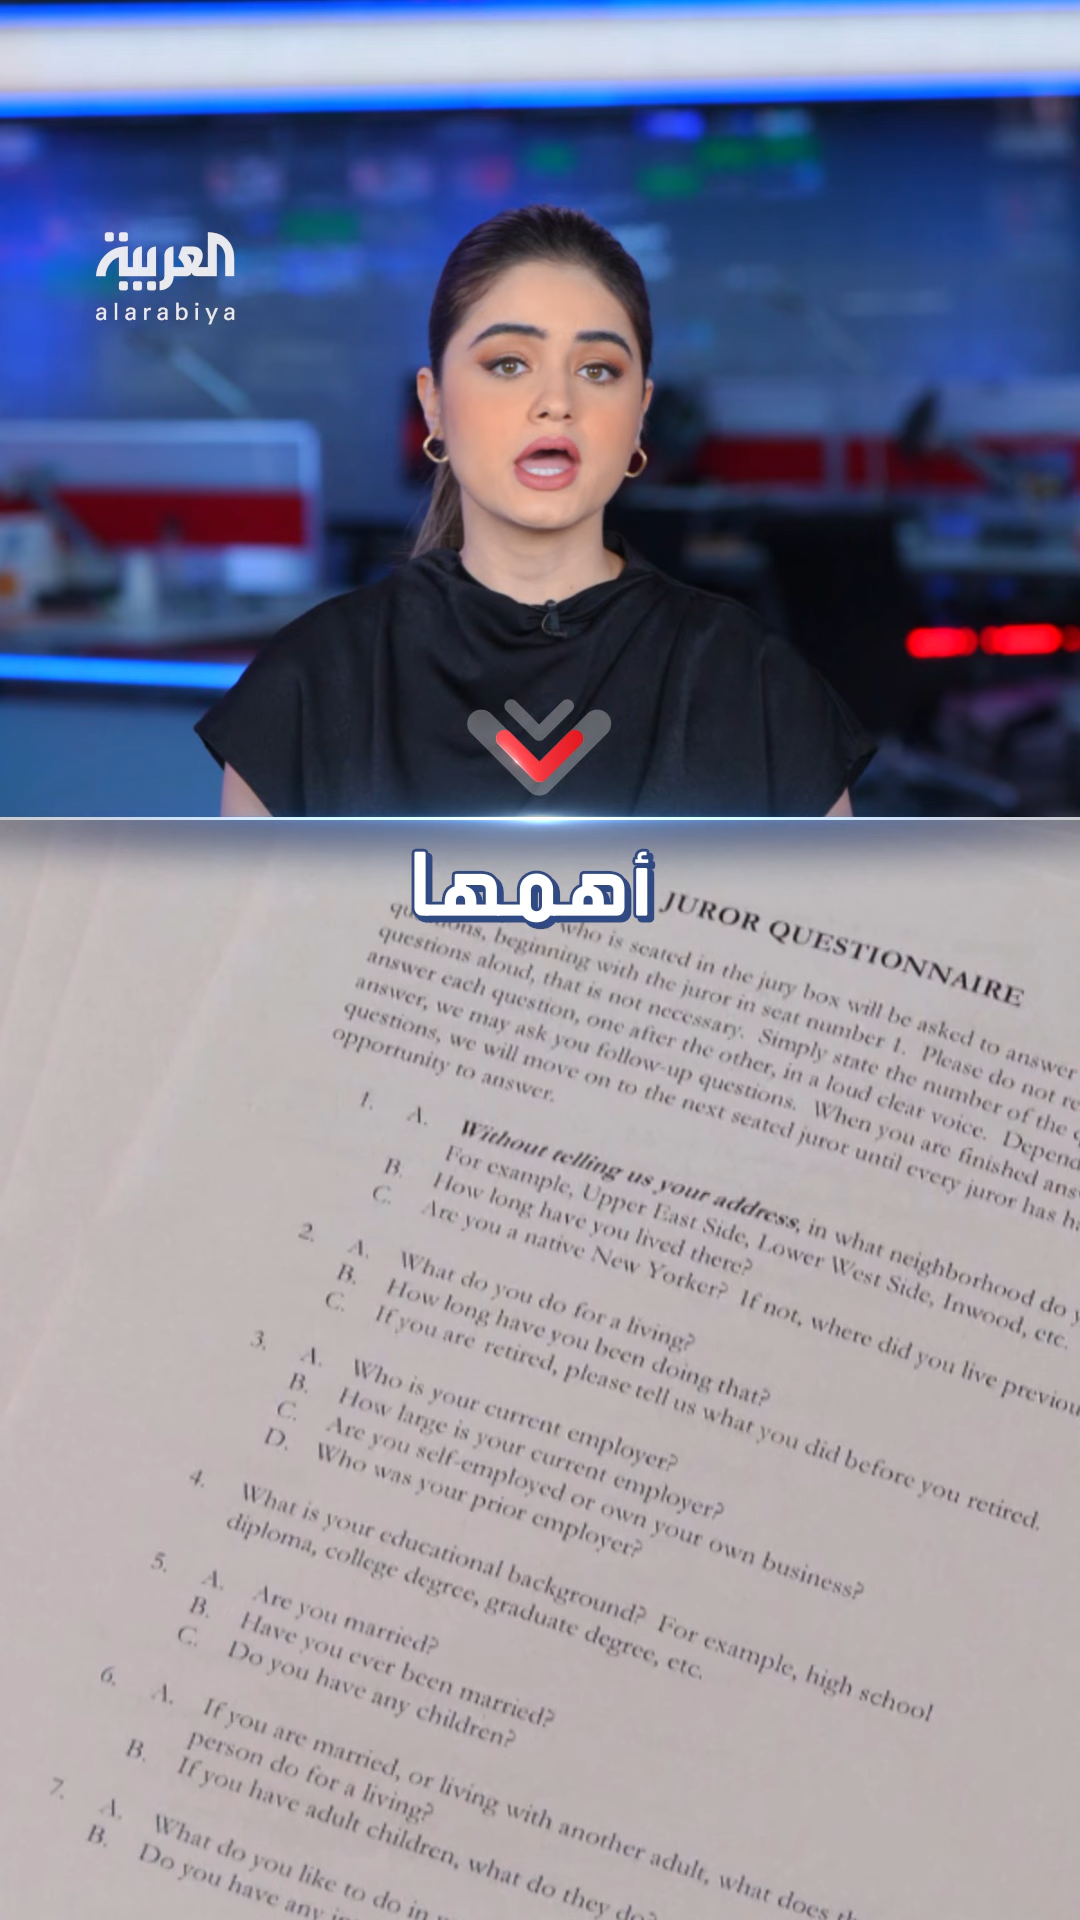 العربية
alarabiya
أهمها
JUROR QUESTIONNAIRE
who is seated in the jury box will be asked to answer
questions, beginning with the juror in seat number 1. Please do not
questions aloud, that is not necessary. Simply state the number of the
answer each question, one after the other, in a loud clear voice.
answer, we may ask you follow-up questions. When you are finished
questions, we will move on to the next seated juror until every juror has
opportunity to answer.
1. A. Without telling us your address, in what neighborhood do
For example, Upper East Side, Lower West Side, Inwood, etc.
B. How long have you lived there?
C. Are you a native New Yorker? If not, where did you live
2. A. What do you do for a living?
B. How long have you been doing that?
C. If you are retired, please tell us what you did before you retired.
3. A. Who is your current employer?
B. How large is your current employer?
C. Are you self-employed or own your own business?
D. Who was your prior employer?
4. What is your educational background? For example, high school
diploma, college degree, graduate degree, etc.
5. A. Are you married?
B. Have you ever been married?
C. Do you have any children?
6. A. If you are married, or living with another adult, what does
person do for a living?
B. If you have adult children, what do they do?
7. A. What do you like to do in
B. Do you have any